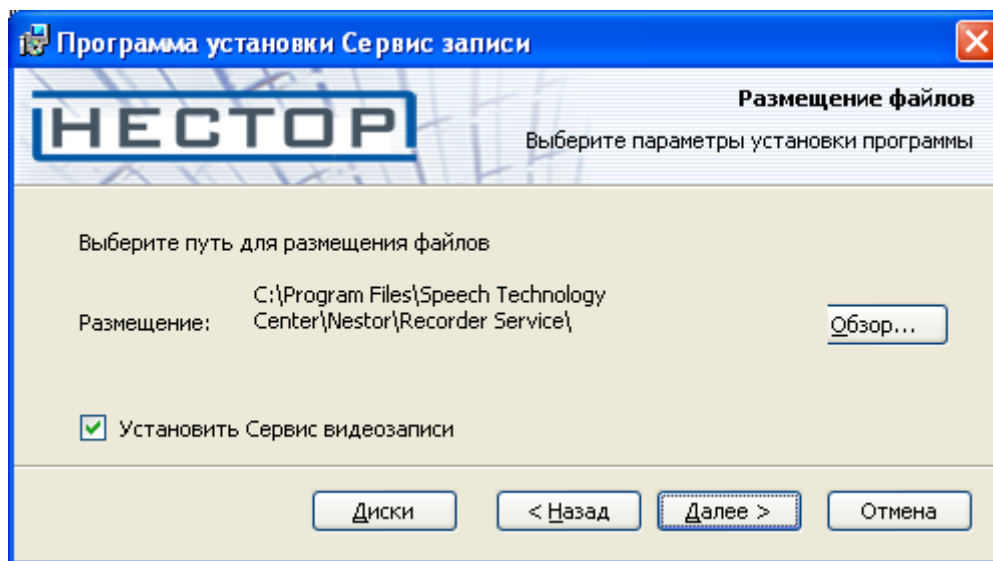 Программа установки Сервис записи
НЕСТОР
Размещение файлов
Выберите параметры установки программы
Выберите путь для размещения файлов
Размещение:
C:\Program Files\Speech Technology
Center\Nestor\Recorder Service\
Обзор...
Установить Сервис видеозаписи
Диски
< Назад
Далее >
Отмена